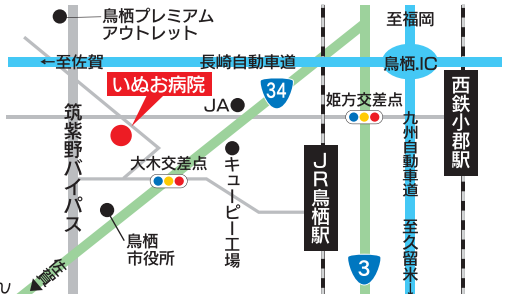 鳥栖プレミアム
アウトレット
至福岡
←至佐賀
長崎自動車道
鳥栖.IC
いぬお病院
34
JA
姫方交差点
西鉄小郡駅
筑紫野バイパス
九州自動車道
大木交差点
キューピー工場
JR鳥栖駅
鳥栖
市役所
至久留米→
佐賀
3